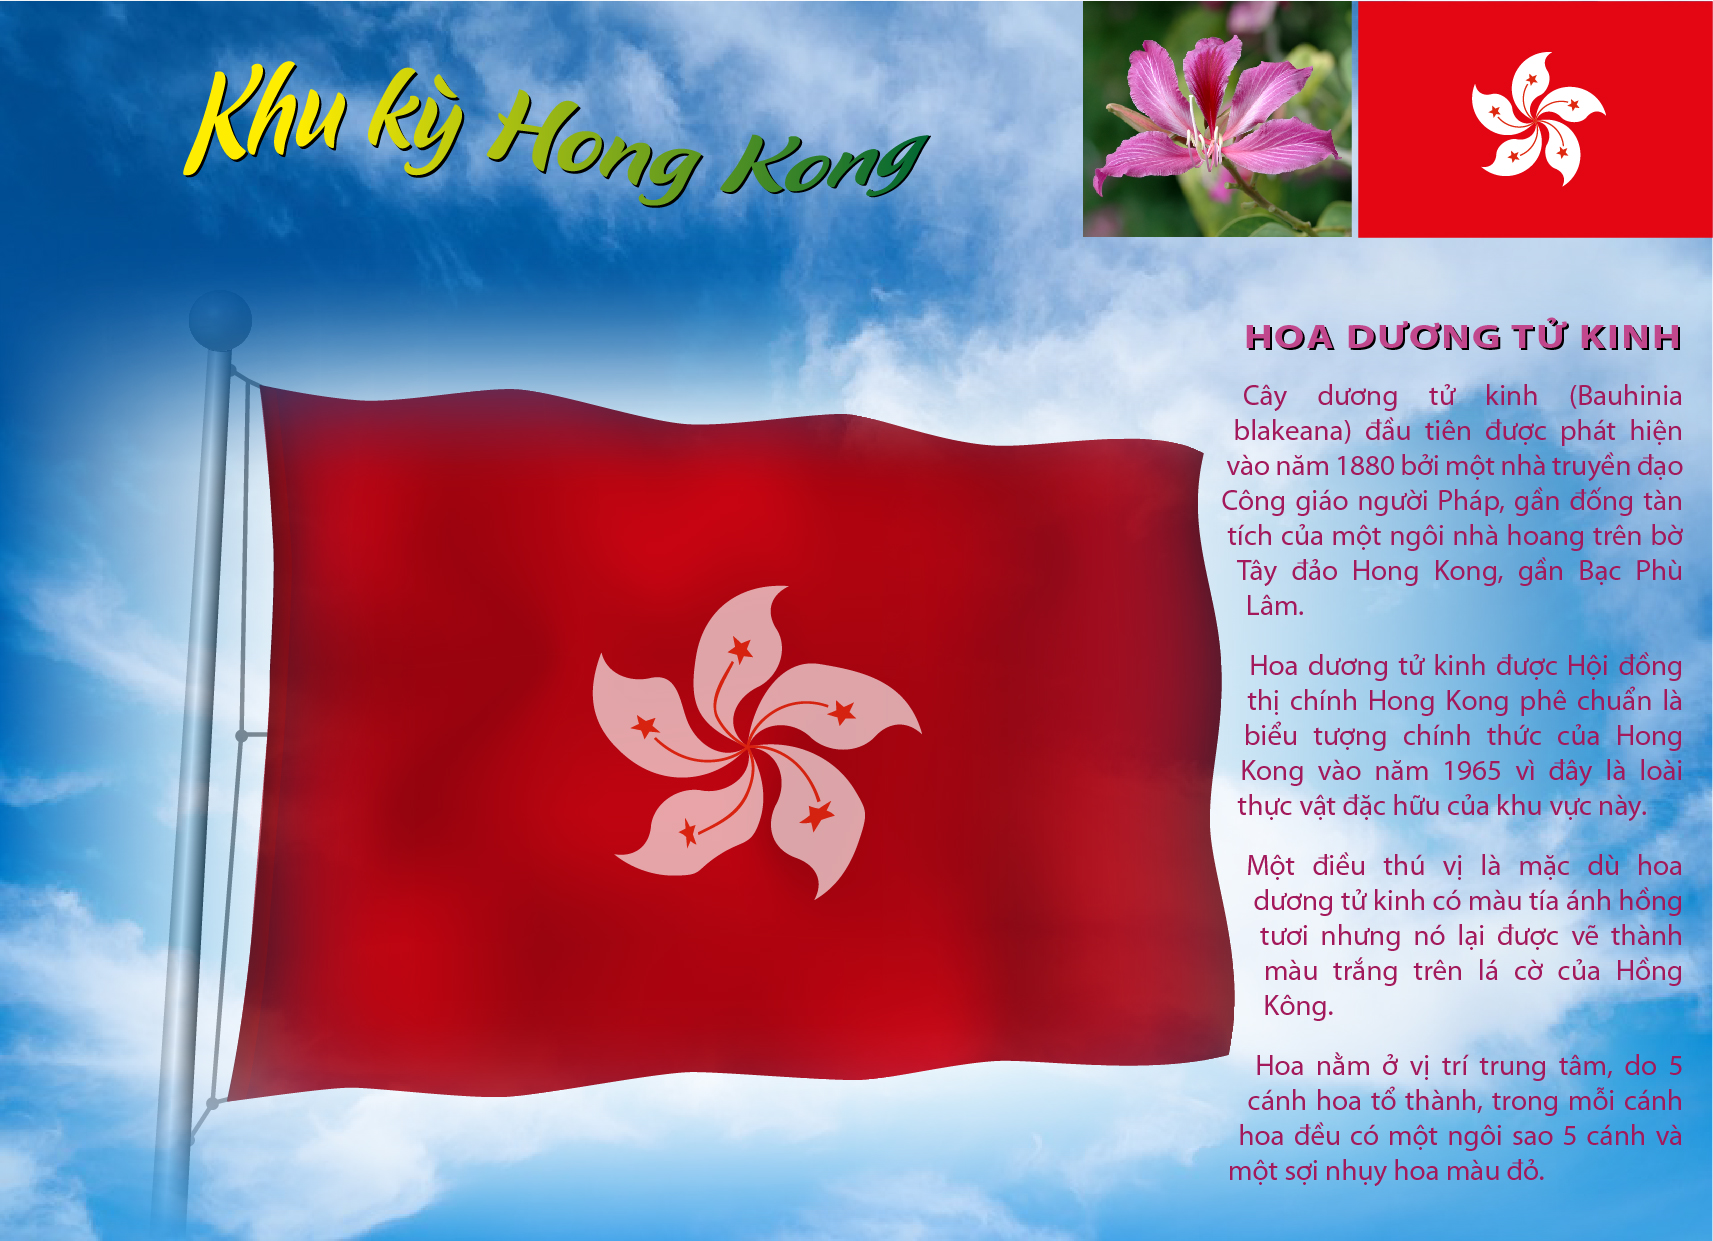 Khu kỳ Hong Kong
HOA DƯƠNG TỬ KINH
Cây dương tử kinh (Bauhinia
blakeana) đầu tiên được phát hiện
vào năm 1880 bởi một nhà truyền đạo
Công giáo người Pháp, gần đống tàn
tích của một ngôi nhà hoang trên bờ
Tây đảo Hong Kong, gần Bạc Phù
Lâm.
Hoa dương tử kinh được Hội đồng
thị chính Hong Kong phê chuẩn là
biểu tượng chính thức của Hong
Kong vào năm 1965 vì đây là loài
thực vật đặc hữu của khu vực này.
Một điều thú vị là mặc dù hoa
dương tử kinh có màu tía ánh hồng
tươi nhưng nó lại được vẽ thành
màu trắng trên lá cờ của Hồng
Kông.
Hoa nằm ở vị trí trung tâm, do 5
cánh hoa tổ thành, trong mỗi cánh
hoa đều có một ngôi sao 5 cánh và
một sợi nhụy hoa màu đỏ.